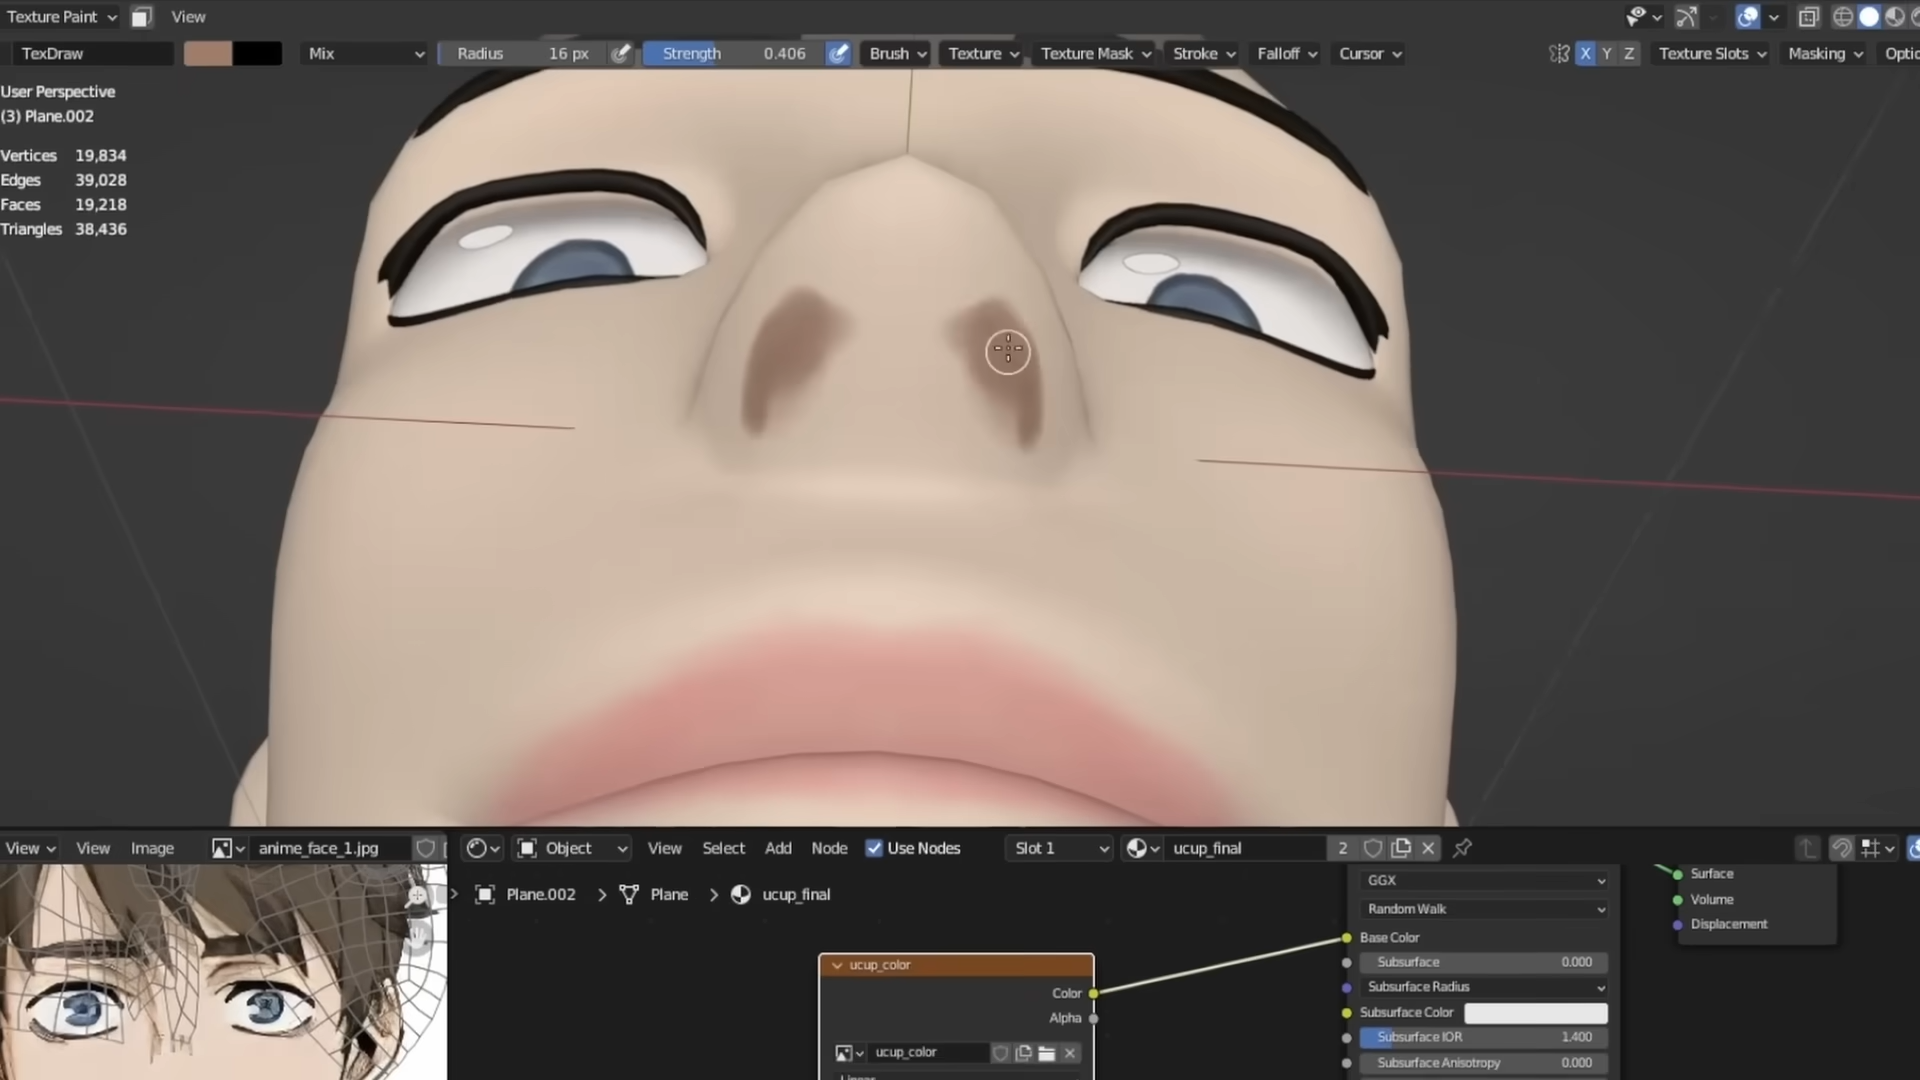 Texture Paint View
TexDraw Mix Radius 16 px Strength 0.406 Brush Texture Texture Mask Stroke Falloff Cursor X Y Z Texture Slots Masking
User Perspective
(3) Plane.002
Vertices 19,834
Edges 39,028
Faces 19,218
Triangles 38,436
View View Image anime_face_1.jpg Object View Select Add Node Use Nodes Slot 1 ucup_final 2
Plane.002 > Plane > ucup_final
ucup_color
Color
Alpha
ucup_color
GGX
Random Walk
Base Color
Subsurface 0.000
Subsurface Radius
Subsurface Color
Subsurface IOR 1.400
Subsurface Anisotropy 0.000
Surface
Volume
Displacement